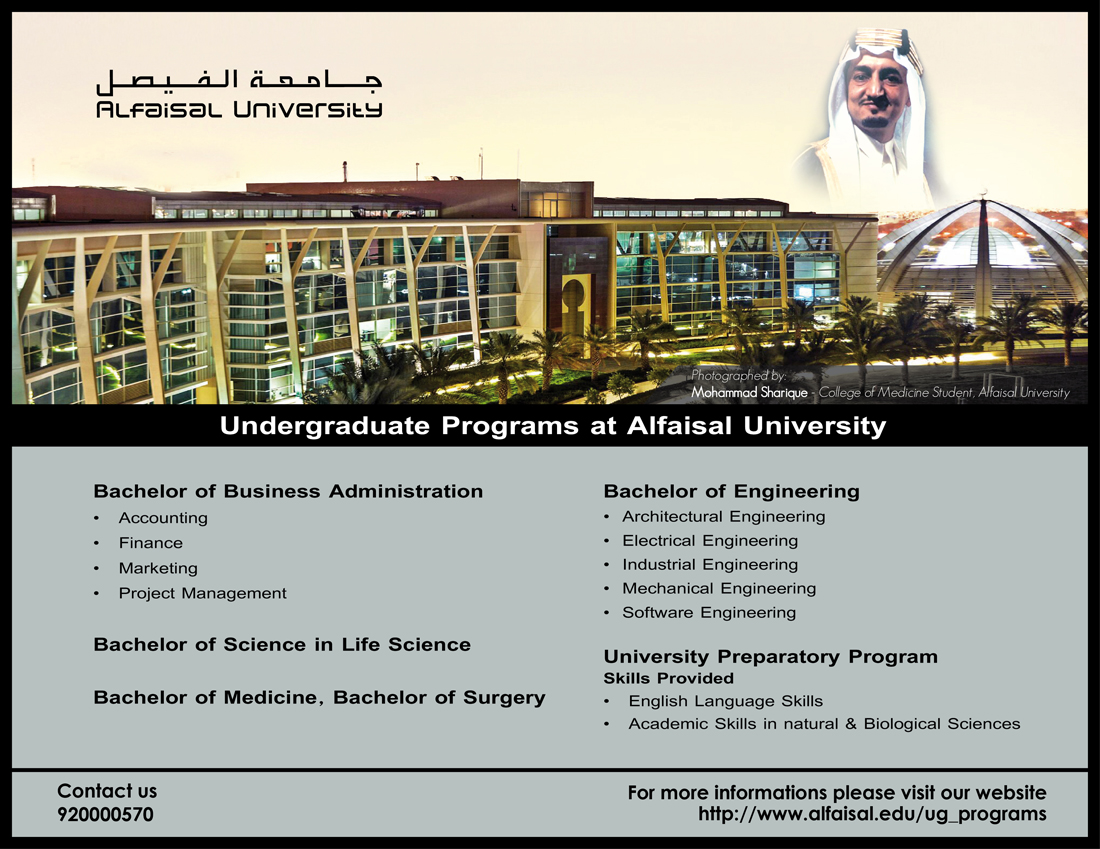 جامعة الفيصل
Alfaisal University
Photographed by:
Mohammad Sharique - College of Medicine Student, Alfaisal University
Undergraduate Programs at Alfaisal University
Bachelor of Business Administration
• Accounting
• Finance
• Marketing
• Project Management
Bachelor of Science in Life Science
Bachelor of Medicine, Bachelor of Surgery
Bachelor of Engineering
• Architectural Engineering
• Electrical Engineering
• Industrial Engineering
• Mechanical Engineering
• Software Engineering
University Preparatory Program
Skills Provided
• English Language Skills
• Academic Skills in natural & Biological Sciences
Contact us
920000570
For more informations please visit our website
http://www.alfaisal.edu/ug_programs